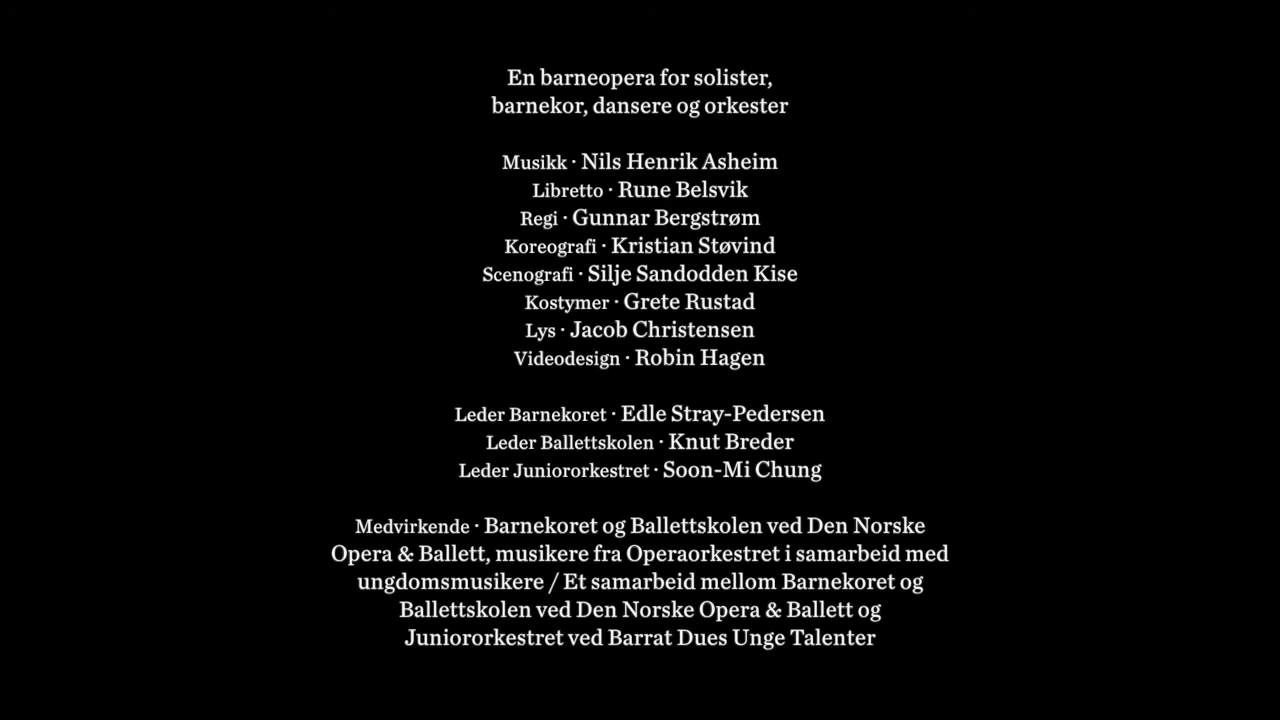 En barneopera for solister,
barnekor, dansere og orkester
Musikk · Nils Henrik Asheim
Libretto · Rune Belsvik
Regi · Gunnar Bergstrøm
Koreografi · Kristian Støvind
Scenografi · Silje Sandodden Kise
Kostymer · Grete Rustad
Lys · Jacob Christensen
Videodesign · Robin Hagen
Leder Barnekoret · Edle Stray-Pedersen
Leder Ballettskolen · Knut Breder
Leder Juniororkestret · Soon-Mi Chung
Medvirkende · Barnekoret og Ballettskolen ved Den Norske
Opera & Ballett, musikere fra Operaorkestret i samarbeid med
ungdomsmusikere / Et samarbeid mellom Barnekoret og
Ballettskolen ved Den Norske Opera & Ballett og
Juniororkestret ved Barrat Dues Unge Talenter